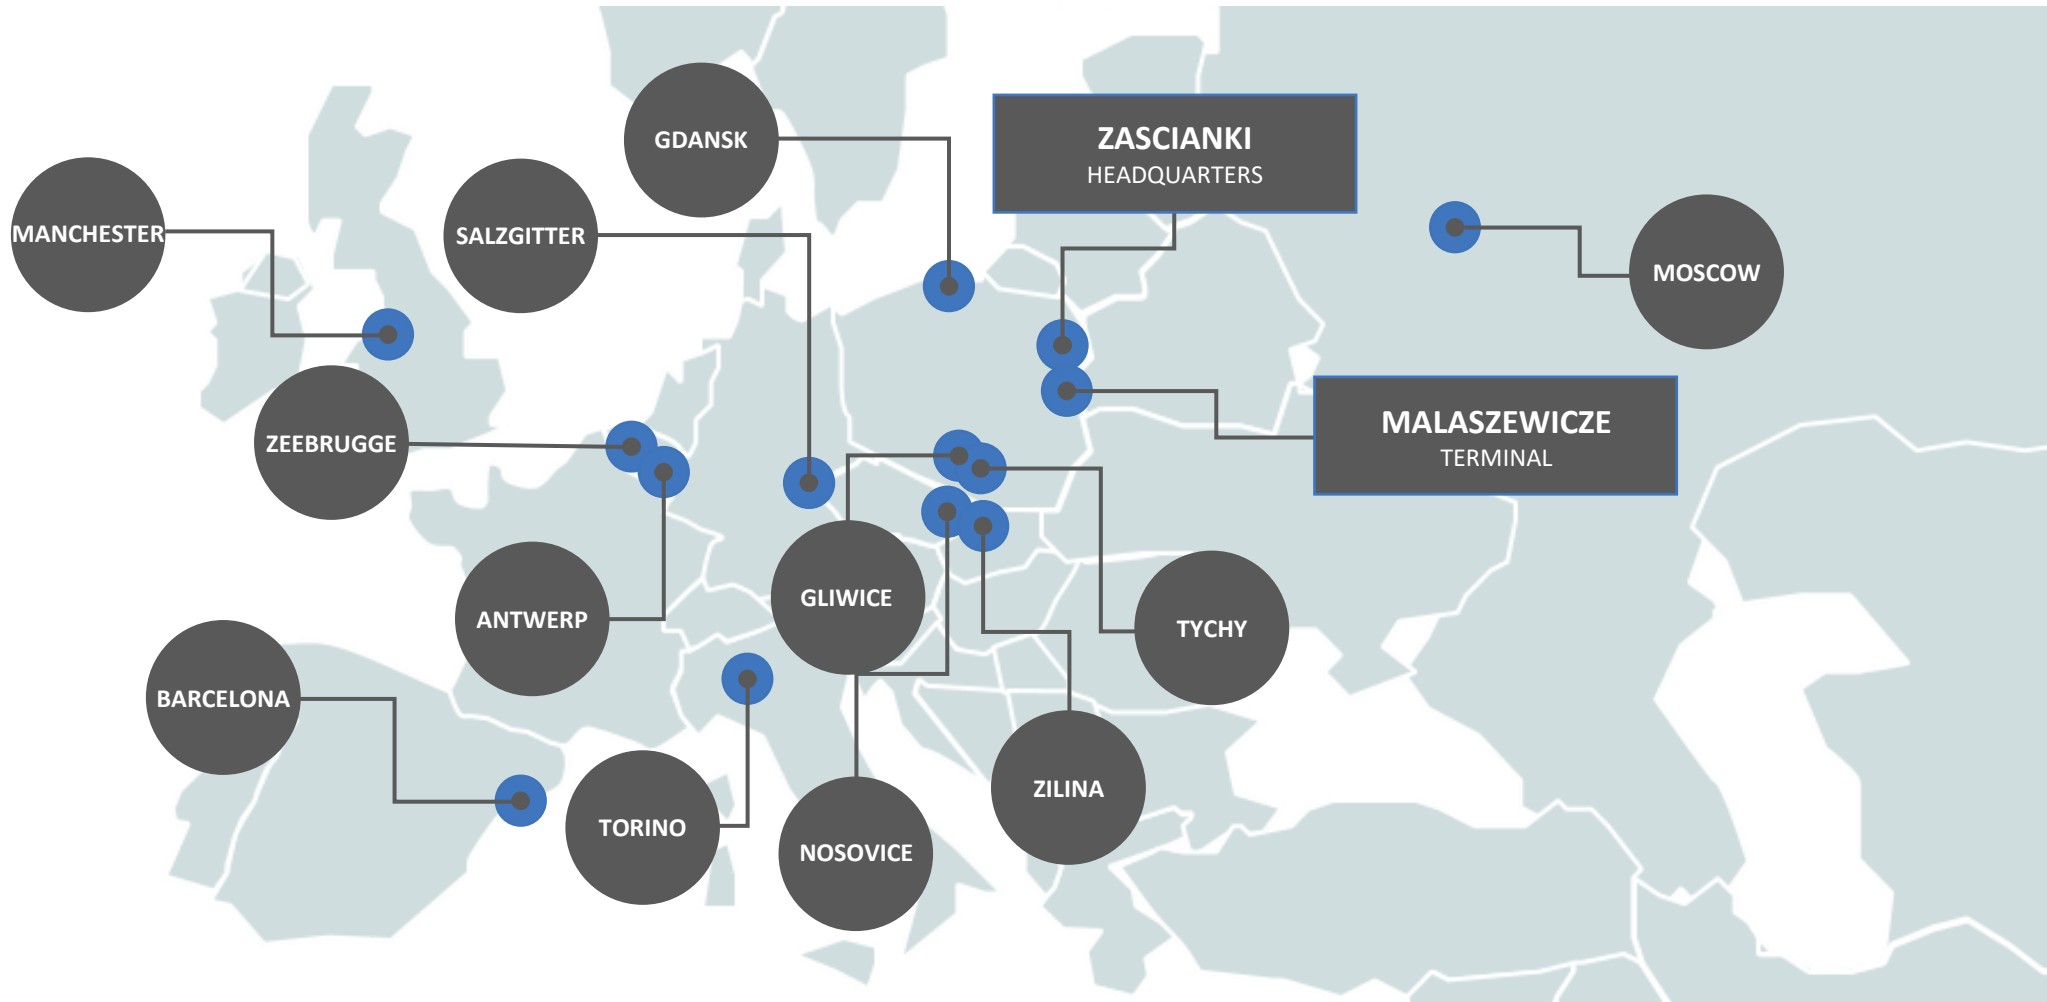 GDANSK
ZASCIANKI
HEADQUARTERS
MANCHESTER
SALZGITTER
MOSCOW
ZEEBRUGGE
MALASZEWICZE
TERMINAL
GLIWICE
ANTWERP
TYCHY
BARCELONA
ZILINA
TORINO
NOSOVICE